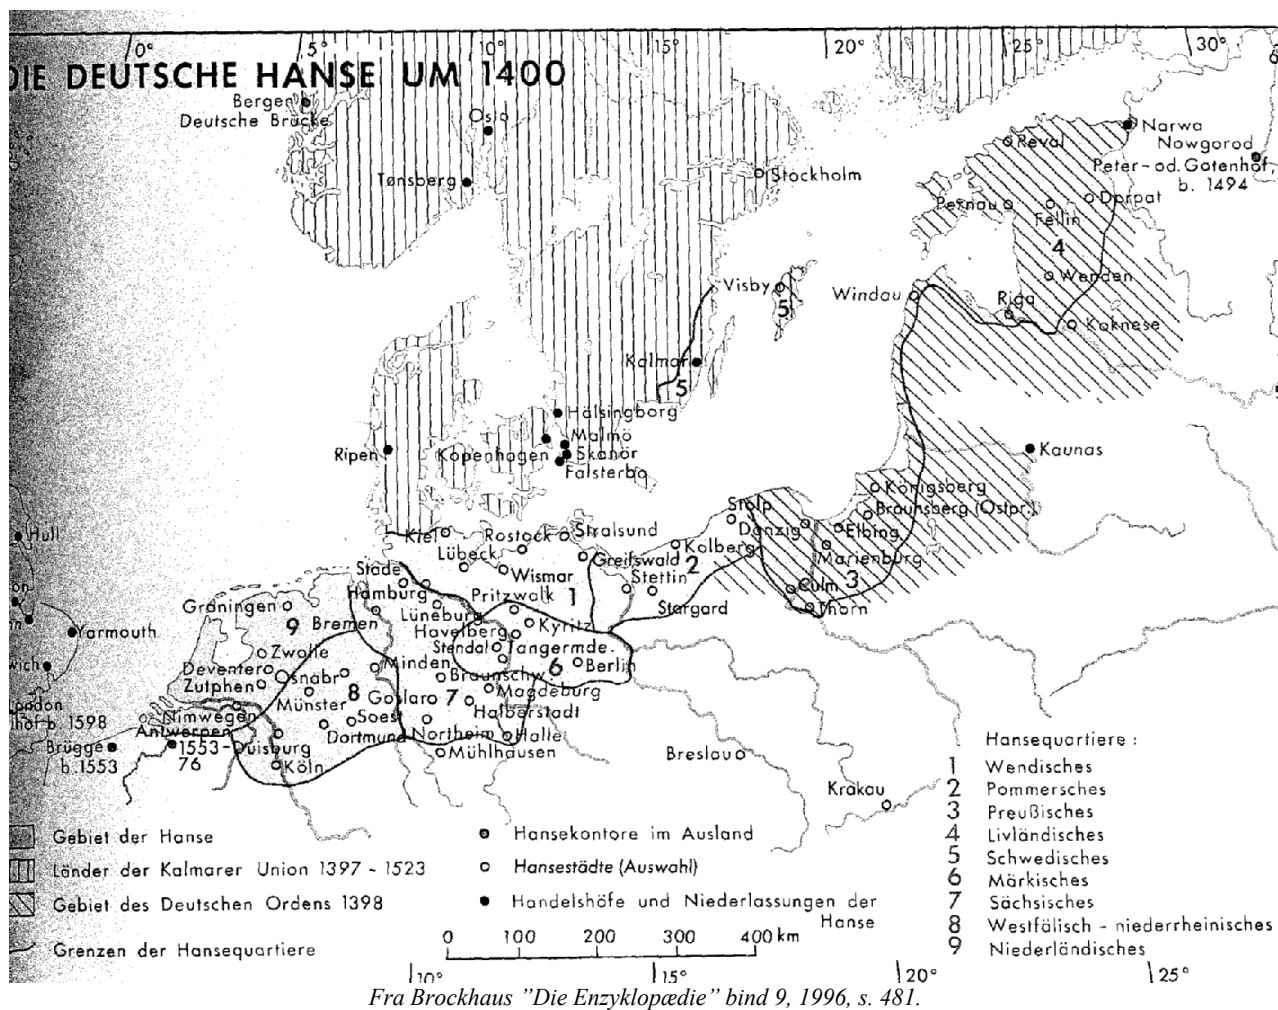 0° 5° 10° 15° 20° 25° 30°
DIE DEUTSCHE HANSE UM 1400
Bergen
Deutsche Brücke
Oslo
Tønsberg
Stockholm
Reval
Narwa
Nowgorod
Peter- od. Gotenhof,
b. 1494
Pernau
Fellin
Dorpat
4
Wenden
Visby
5
Windau
Riga
Koknese
Kalmar
5
Hälsingborg
Malmö
Ripen
Kopenhagen
Skanör
Falsterbo
Kaunas
Königsberg
Braunsberg (Ostpr.)
Stolp
Danzig
Elbing
Marienburg
Hull
Kiel
Rostock
Stralsund
Lübeck
Greifswald
Kolberg
2
Wismar
Stettin
Stade
Hamburg
Pritzwalk
1
Stargard
Culm
3
Thorn
Groningen
Bremen
Lüneburg
Kyritz
Yarmouth
9
Havelberg
Zwolle
Stendal
Tangermde.
Deventer
Osnabr.
Minden
6
Berlin
Zutphen
Braunschw.
8
Goslar
7
Magdeburg
Münster
Halberstadt
London
hof b. 1598
Nimwegen
Soest
Antwerpen
Dortmund
Northeim
Halle
Brügge
b. 1553
1553-
76
Duisburg
Köln
Mühlhausen
Breslau
Krakau
Hansequartiere :
1 Wendisches
2 Pommersches
3 Preußisches
4 Livländisches
5 Schwedisches
6 Märkisches
7 Sächsisches
8 Westfälisch - niederrheinisches
9 Niederländisches
Gebiet der Hanse
Länder der Kalmarer Union 1397 - 1523
Gebiet des Deutschen Ordens 1398
Grenzen der Hansequartiere
Hansekontore im Ausland
Hansestädte (Auswahl)
Handelshöfe und Niederlassungen der
Hanse
0 100 200 300 400 km
10° 15° 20° 25°
Fra Brockhaus ”Die Enzyklopædie” bind 9, 1996, s. 481.